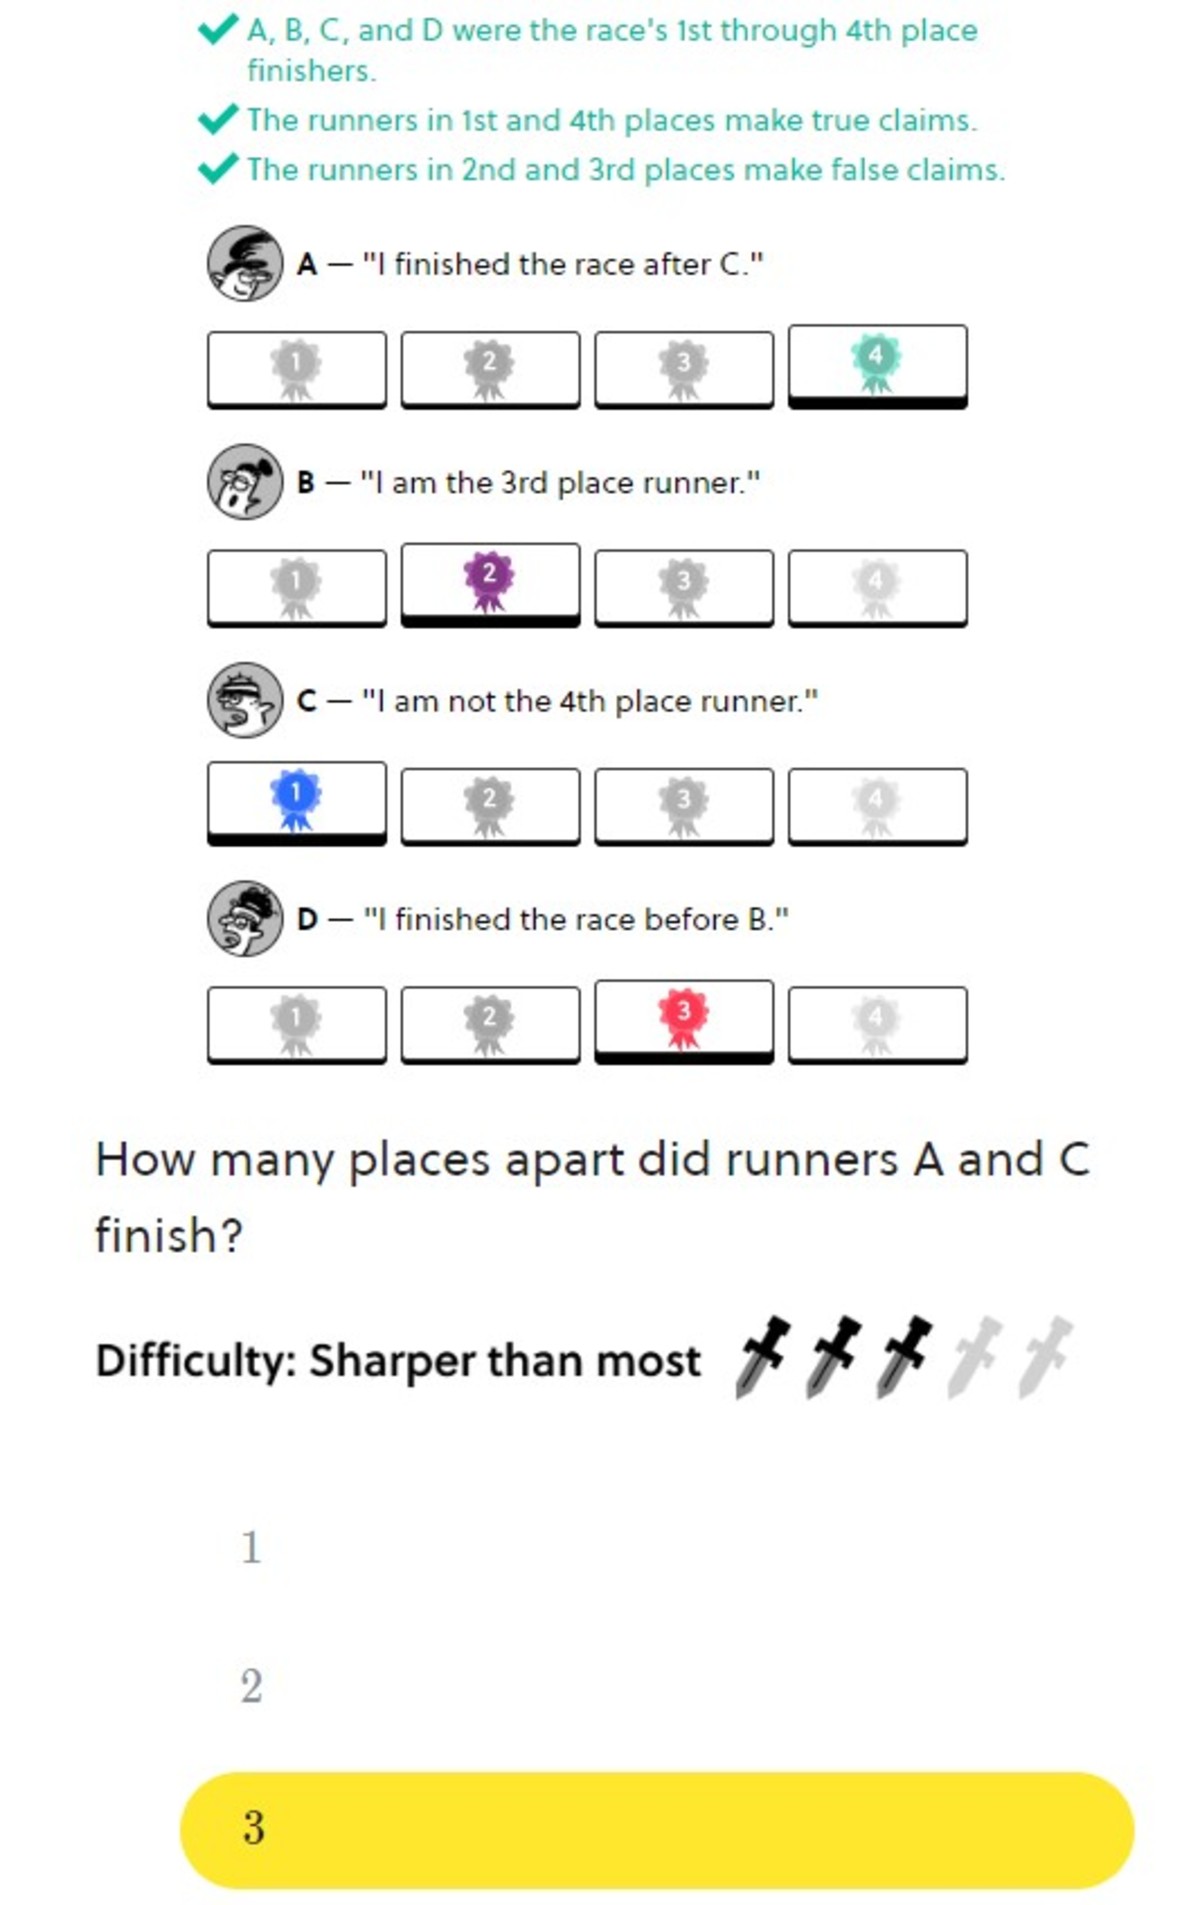 A, B, C, and D were the race's 1st through 4th place
finishers.
The runners in 1st and 4th places make true claims.
The runners in 2nd and 3rd places make false claims.
A — "I finished the race after C."
1 2 3 4
B — "I am the 3rd place runner."
1 2 3 4
C — "I am not the 4th place runner."
1 2 3 4
D — "I finished the race before B."
1 2 3 4
How many places apart did runners A and C
finish?
Difficulty: Sharper than most
1
2
3